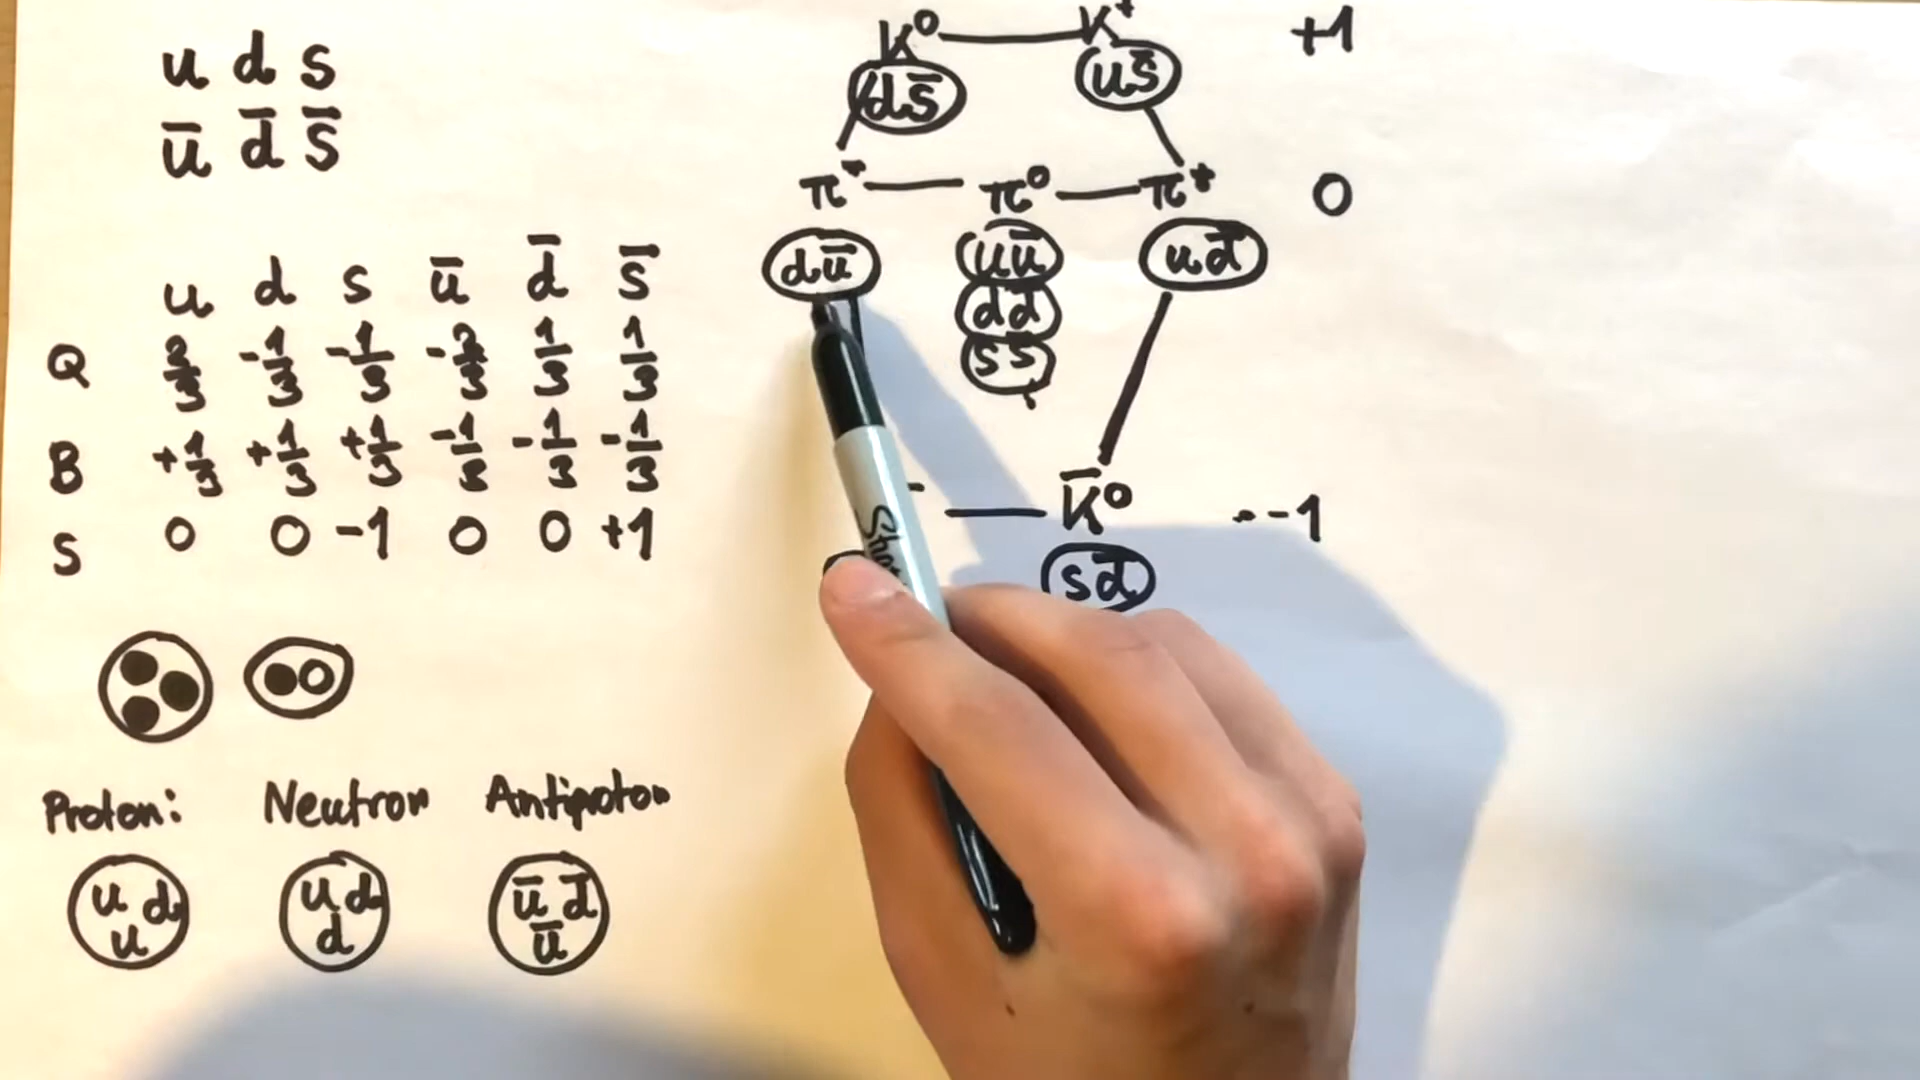 u d s
ū d̄ s̄
u d s ū d̄ s̄
Q 2/3 -1/3 -1/3 -2/3 1/3 1/3
B +1/3 +1/3 +1/3 -1/3 -1/3 -1/3
S 0 0 -1 0 0 +1
Proton: Neutron Antiproton
u d u
u d d
ū d̄ ū
K⁰ K⁺ +1
ds̄ us̄
π⁻ π⁰ π⁺ 0
dū uū ud̄
dd̄
ss̄
- K̄⁰ -1
sd̄